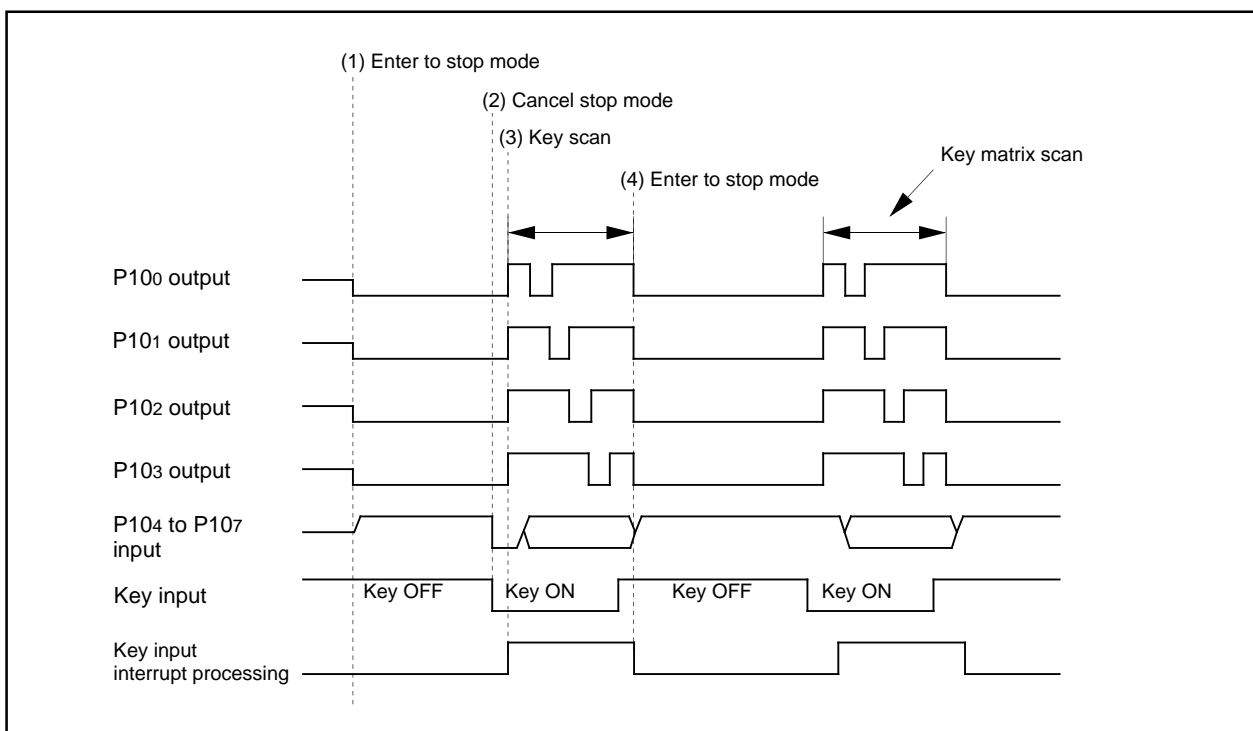 (1) Enter to stop mode
(2) Cancel stop mode
(3) Key scan
Key matrix scan
(4) Enter to stop mode
P100 output
P101 output
P102 output
P103 output
P104 to P107
input
Key input
Key OFF
Key ON
Key OFF
Key ON
Key input
interrupt processing